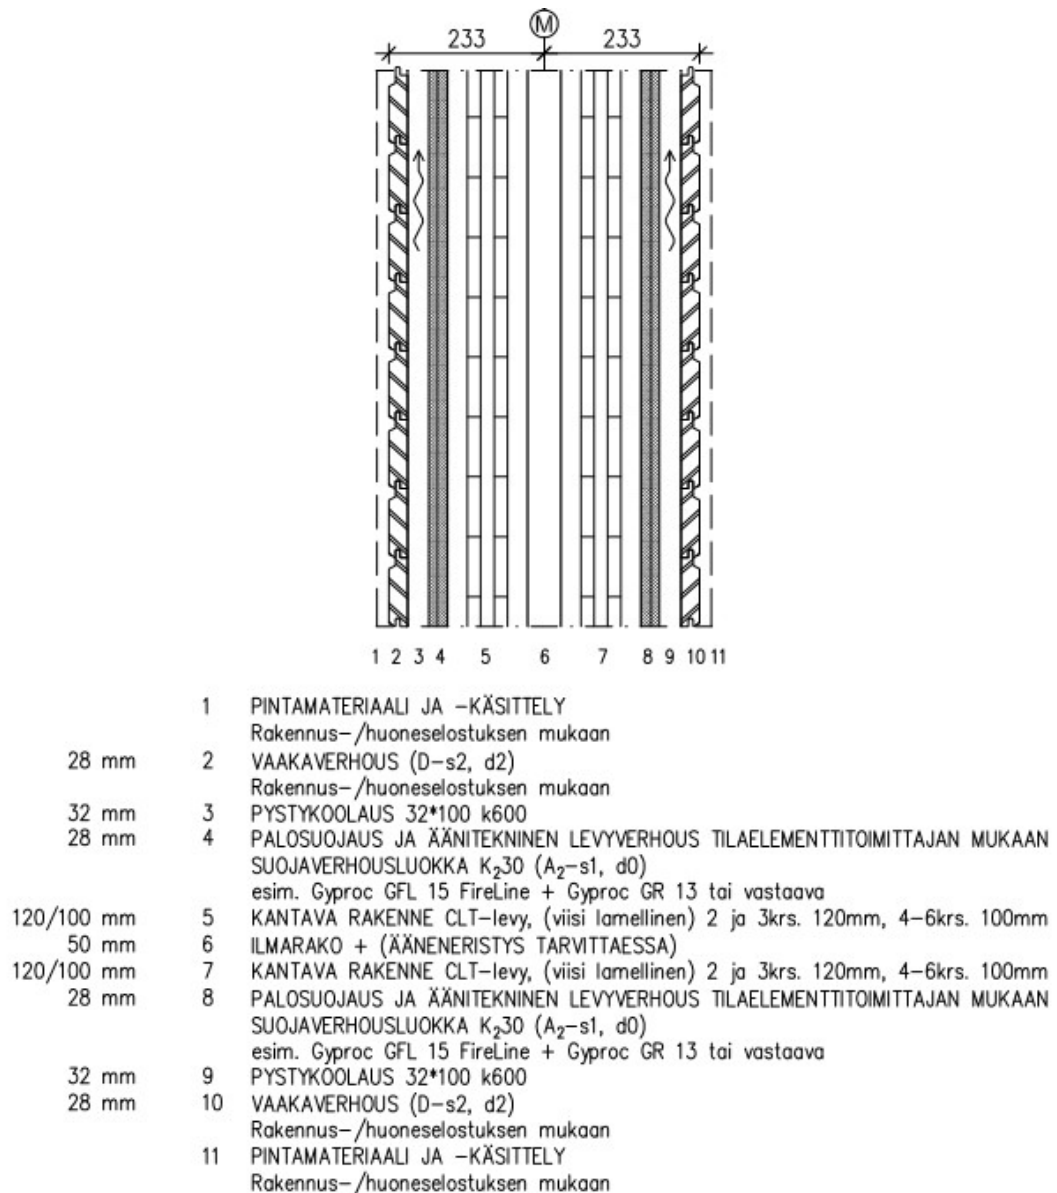 M
233 233
1 2 3 4 5 6 7 8 9 10 11
1 PINTAMATERIAALI JA -KÄSITTELY
Rakennus-/huoneselostuksen mukaan
28 mm 2 VAAKAVERHOUS (D-s2, d2)
Rakennus-/huoneselostuksen mukaan
32 mm 3 PYSTYKOOLAUS 32*100 k600
28 mm 4 PALOSUOJAUS JA ÄÄNITEKNINEN LEVYVERHOUS TILAELEMENTTITOIMITTAJAN MUKAAN
SUOJAVERHOUSLUOKKA K₂30 (A₂-s1, d0)
esim. Gyproc GFL 15 FireLine + Gyproc GR 13 tai vastaava
120/100 mm 5 KANTAVA RAKENNE CLT-levy, (viisi lamellinen) 2 ja 3krs. 120mm, 4-6krs. 100mm
50 mm 6 ILMARAKO + (ÄÄNENERISTYS TARVITTAESSA)
120/100 mm 7 KANTAVA RAKENNE CLT-levy, (viisi lamellinen) 2 ja 3krs. 120mm, 4-6krs. 100mm
28 mm 8 PALOSUOJAUS JA ÄÄNITEKNINEN LEVYVERHOUS TILAELEMENTTITOIMITTAJAN MUKAAN
SUOJAVERHOUSLUOKKA K₂30 (A₂-s1, d0)
esim. Gyproc GFL 15 FireLine + Gyproc GR 13 tai vastaava
32 mm 9 PYSTYKOOLAUS 32*100 k600
28 mm 10 VAAKAVERHOUS (D-s2, d2)
Rakennus-/huoneselostuksen mukaan
11 PINTAMATERIAALI JA -KÄSITTELY
Rakennus-/huoneselostuksen mukaan